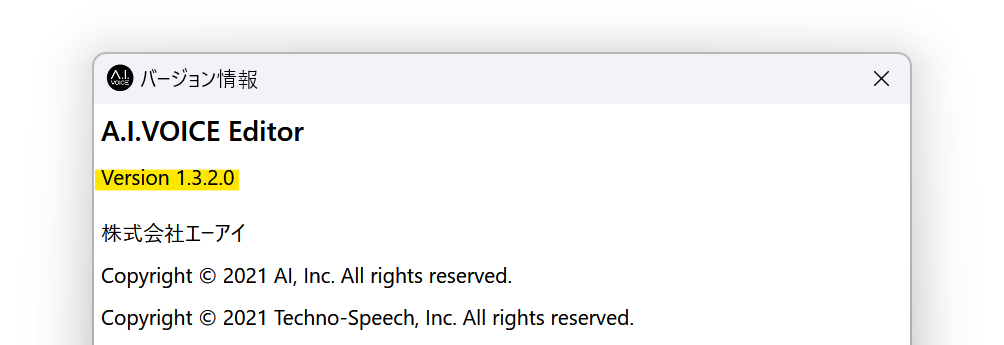 A.I. VOICE バージョン情報
A.I.VOICE Editor
Version 1.3.2.0
株式会社エーアイ
Copyright © 2021 AI, Inc. All rights reserved.
Copyright © 2021 Techno-Speech, Inc. All rights reserved.